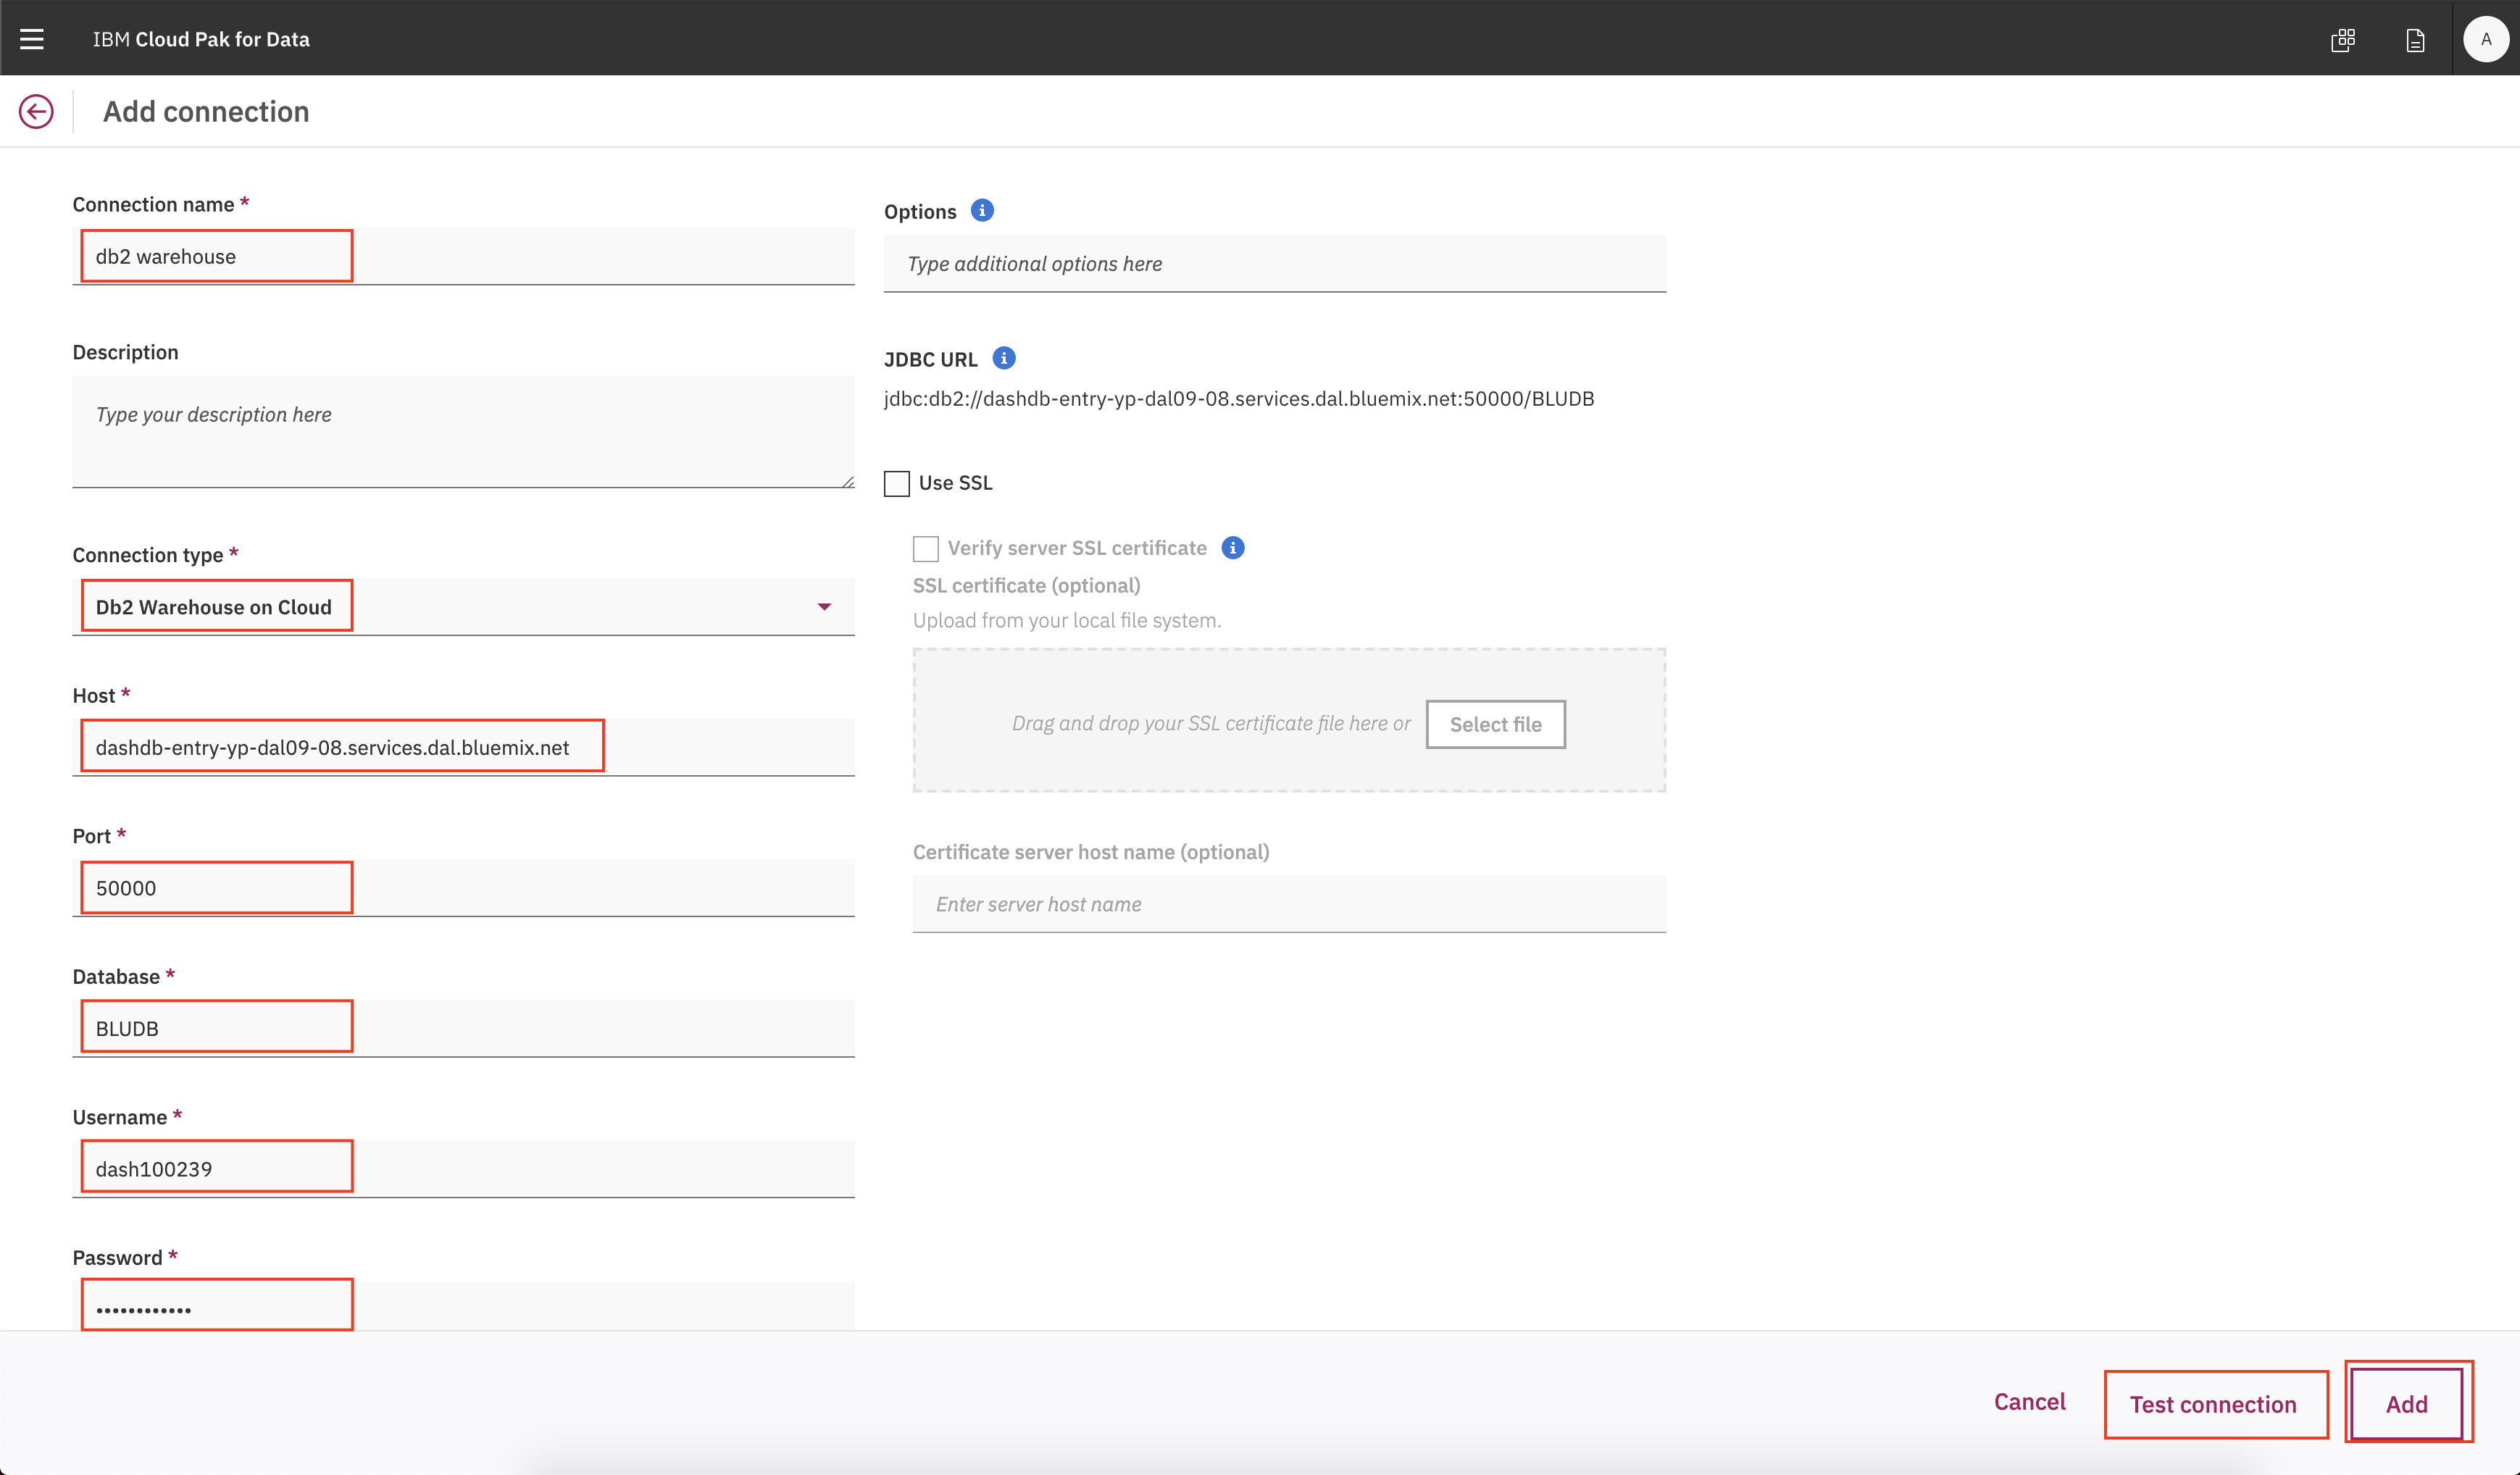 IBM Cloud Pak for Data
A
Add connection
Connection name *
db2 warehouse
Description
Type your description here
Connection type *
Db2 Warehouse on Cloud
Host *
dashdb-entry-yp-dal09-08.services.dal.bluemix.net
Port *
50000
Database *
BLUDB
Username *
dash100239
Password *
••••••••••••
Options
Type additional options here
JDBC URL
jdbc:db2://dashdb-entry-yp-dal09-08.services.dal.bluemix.net:50000/BLUDB
Use SSL
Verify server SSL certificate
SSL certificate (optional)
Upload from your local file system.
Drag and drop your SSL certificate file here or
Select file
Certificate server host name (optional)
Enter server host name
Cancel
Test connection
Add